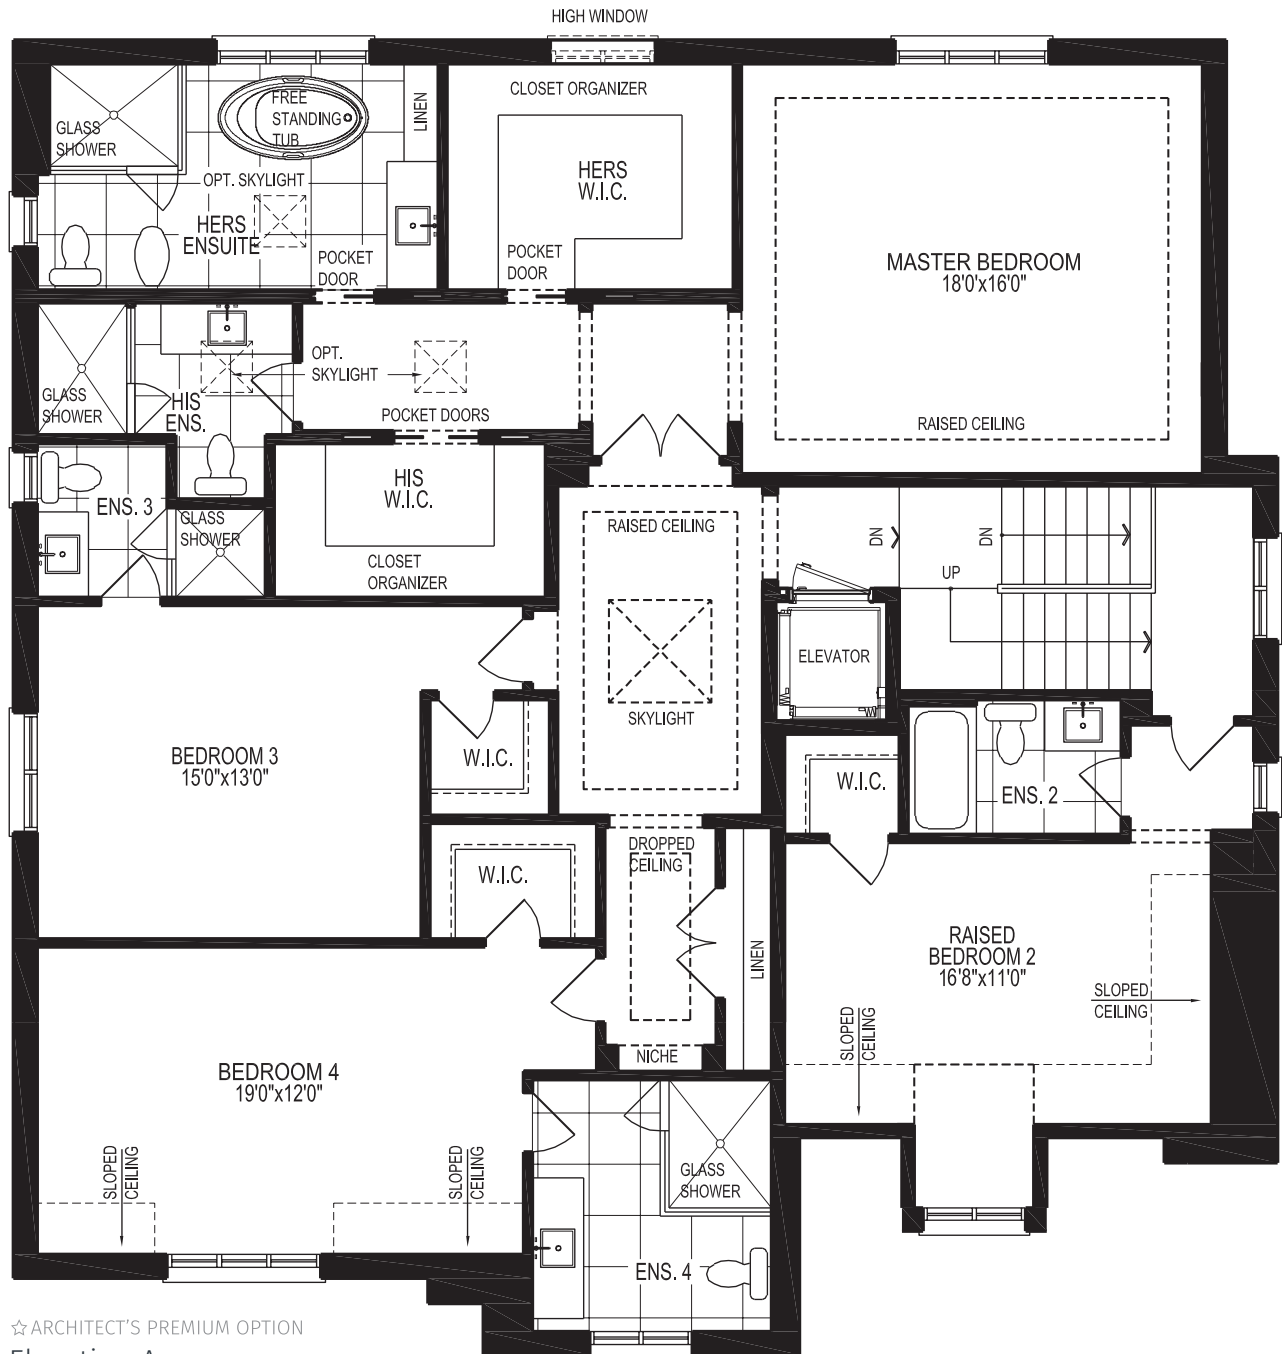 HIGH WINDOW
CLOSET ORGANIZER
HERS
W.I.C.
POCKET
DOOR
FREE
STANDING
TUB
LINEN
GLASS
SHOWER
OPT. SKYLIGHT
HERS
ENSUITE
POCKET
DOOR
MASTER BEDROOM
18'0'x16'0"
RAISED CEILING
OPT.
SKYLIGHT
POCKET DOORS
GLASS
SHOWER
HIS
ENS.
HIS
W.I.C.
CLOSET
ORGANIZER
ENS. 3
GLASS
SHOWER
RAISED CEILING
SKYLIGHT
DN
DN
UP
ELEVATOR
BEDROOM 3
15'0"x13'0"
W.I.C.
W.I.C.
W.I.C.
ENS. 2
DROPPED
CEILING
LINEN
NICHE
RAISED
BEDROOM 2
16'8"x11'0"
SLOPED
CEILING
SLOPED
CEILING
BEDROOM 4
19'0"x12'0"
SLOPED
CEILING
SLOPED
CEILING
GLASS
SHOWER
ENS. 4
☆ ARCHITECT'S PREMIUM OPTION